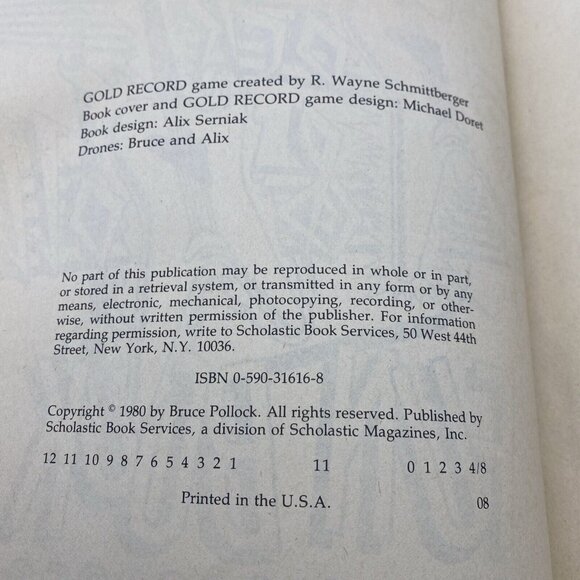 GOLD RECORD game created by R. Wayne Schmittberger
Book cover and GOLD RECORD game design: Michael Doret
Book design: Alix Serniak
Drones: Bruce and Alix
No part of this publication may be reproduced in whole or in part,
or stored in a retrieval system, or transmitted in any form or by any
means, electronic, mechanical, photocopying, recording, or other-
wise, without written permission of the publisher. For information
regarding permission, write to Scholastic Book Services, 50 West 44th
Street, New York, N.Y. 10036.
ISBN 0-590-31616-8
Copyright © 1980 by Bruce Pollock. All rights reserved. Published by
Scholastic Book Services, a division of Scholastic Magazines, Inc.
12 11 10 9 8 7 6 5 4 3 2 1 11 0 1 2 3 4/8
Printed in the U.S.A. 08